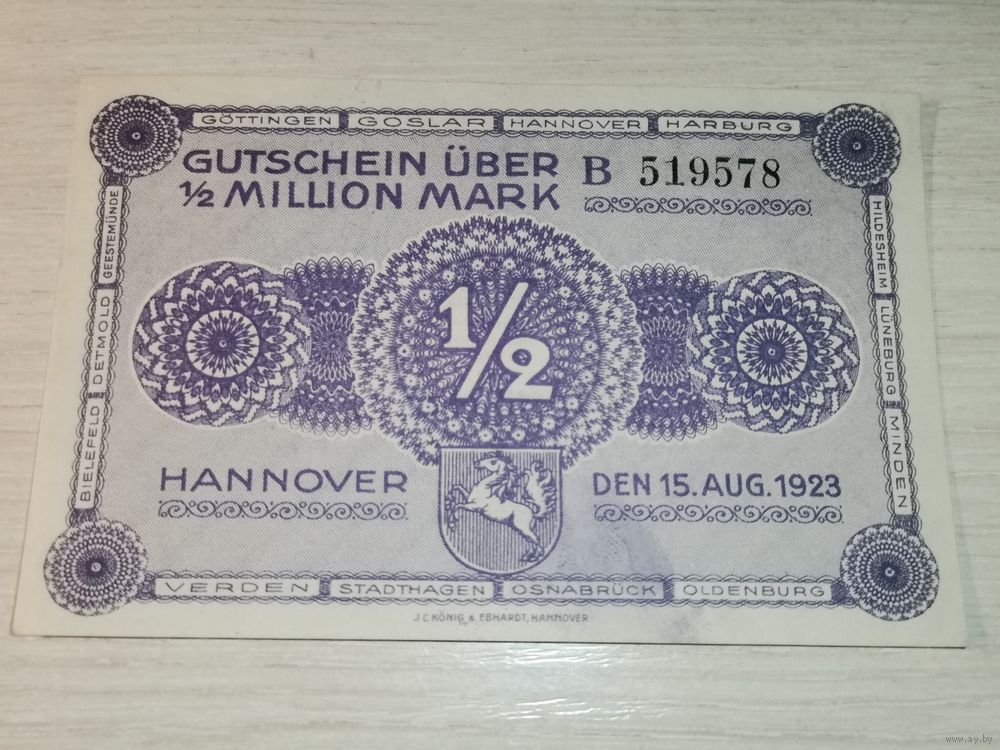 GÖTTINGEN GOSLAR HANNOVER HARBURG
GUTSCHEIN ÜBER
½ MILLION MARK
B 519578
GEESTEMÜNDE
DETMOLD
BIELEFELD
HILDESHEIM
LÜNEBURG
MINDEN
1/2
HANNOVER
DEN 15. AUG. 1923
VERDEN STADTHAGEN OSNABRÜCK OLDENBURG
J C KÖNIG & EBHARDT, HANNOVER
www.ay.by